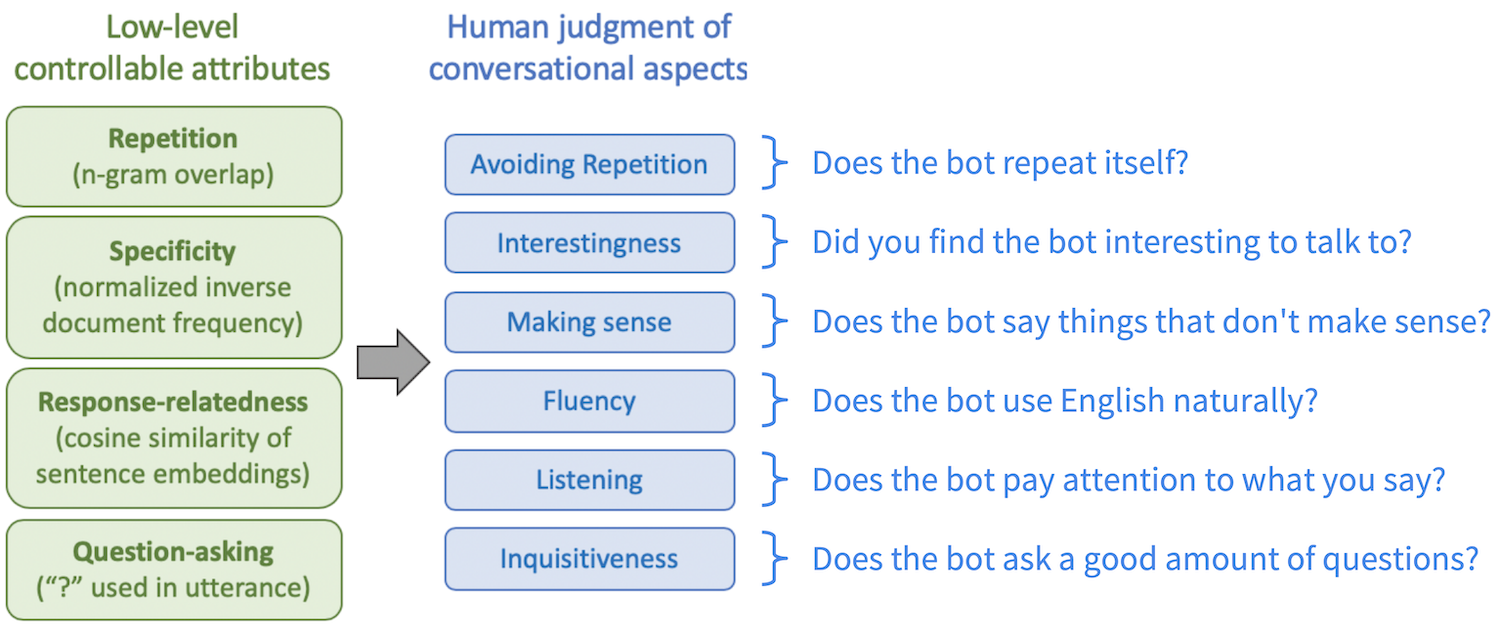 Low-level
controllable attributes
Repetition
(n-gram overlap)
Specificity
(normalized inverse
document frequency)
Response-relatedness
(cosine similarity of
sentence embeddings)
Question-asking
(“?” used in utterance)
Human judgment of
conversational aspects
Avoiding Repetition
Does the bot repeat itself?
Interestingness
Did you find the bot interesting to talk to?
Making sense
Does the bot say things that don't make sense?
Fluency
Does the bot use English naturally?
Listening
Does the bot pay attention to what you say?
Inquisitiveness
Does the bot ask a good amount of questions?